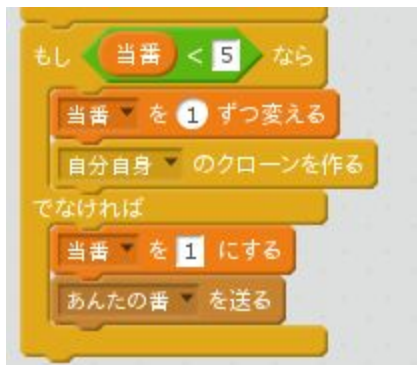 もし 当番 < 5 なら
当番 を 1 ずつ変える
自分自身 のクローンを作る
でなければ
当番 を 1 にする
あんたの番 を送る